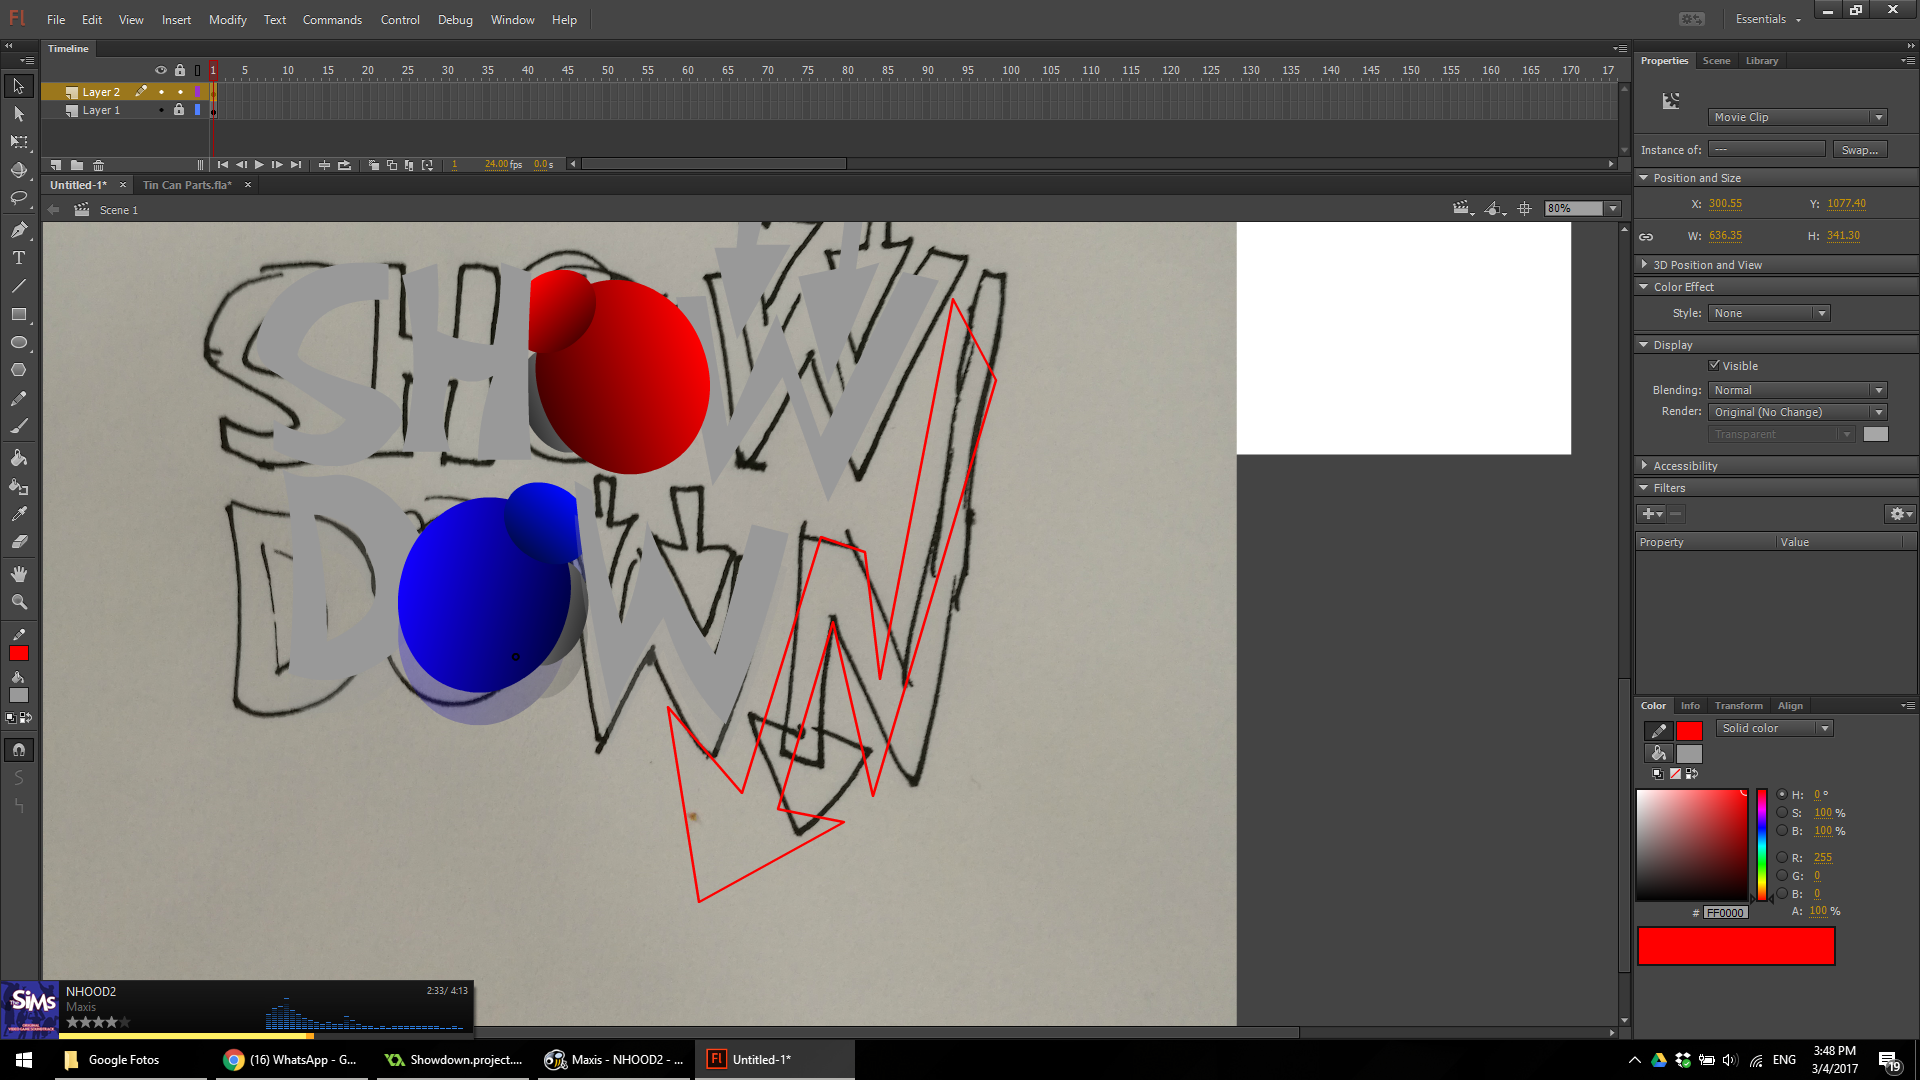 Fl File Edit View Insert Modify Text Commands Control Debug Window Help Essentials
Timeline
1 5 10 15 20 25 30 35 40 45 50 55 60 65 70 75 80 85 90 95 100 105 110 115 120 125 130 135 140 145 150 155 160 165 170 17
Layer 2
Layer 1
1 24.00 fps 0.0 s
Untitled-1* × Tin Can Parts.fla* ×
Scene 1 80%
SHOW
DOWN
Properties Scene Library
Movie Clip
Instance of: --- Swap...
Position and Size
X: 300.55 Y: 1077.40
W: 636.35 H: 341.30
3D Position and View
Color Effect
Style: None
Display
Visible
Blending: Normal
Render: Original (No Change)
Transparent
Accessibility
Filters
Property Value
Color Info Transform Align
Solid color
H: 0 °
S: 100 %
B: 100 %
R: 255
G: 0
B: 0
# FF0000 A: 100 %
The SIMS
NHOOD2 2:33/ 4:13
Maxis
Google Fotos (16) WhatsApp - G... Showdown.project.... Maxis - NHOOD2 - ... Fl Untitled-1*
ENG 3:48 PM
3/4/2017 19